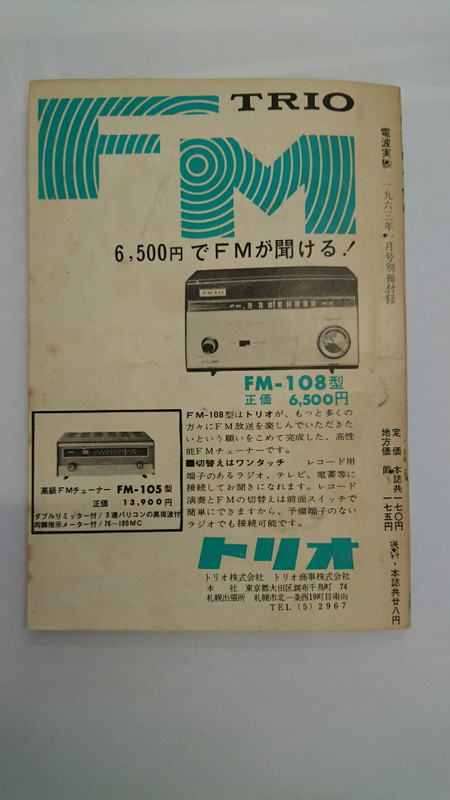 FM
TRIO
6,500円でFMが聞ける!
TRIO
FM-108型
正価 6,500円
FM-108型はトリオが、もっと多くの
方々にFM放送を楽しんでいただきた
いという願いをこめて完成した、高性
能FMチューナーです。
■切替えはワンタッチ レコード用
端子のあるラジオ、テレビ、電蓄等に
接続してお聞きになれます。レコード
演奏とFMの切替えは前面スイッチで
簡単にできますから、予備端子のない
ラジオでも接続可能です。
高級FMチューナー FM-105型
正価 13,900円
ダブルリミッター付/3連バリコンの高周波付
同調指示メーター付/76-180MC
トリオ
トリオ株式会社 トリオ商事株式会社
本 社 東京都大田区調布千鳥町 74
札幌出張所 札幌市北一条西19町目南向
TEL (5) 2967
電波実験 一九六三年・一月号別冊付録
定価・本誌共一七〇円
地方価 同・ 一七五円
送料・本誌共廿八円